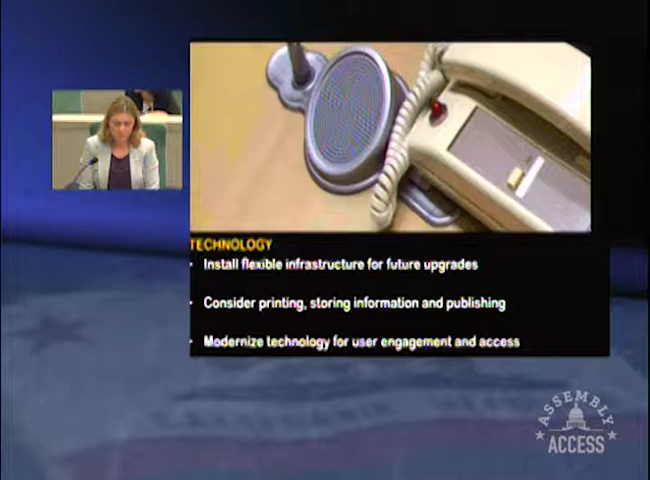 TECHNOLOGY
Install flexible infrastructure for future upgrades
Consider printing, storing information and publishing
Modernize technology for user engagement and access
ASSEMBLY
ACCESS